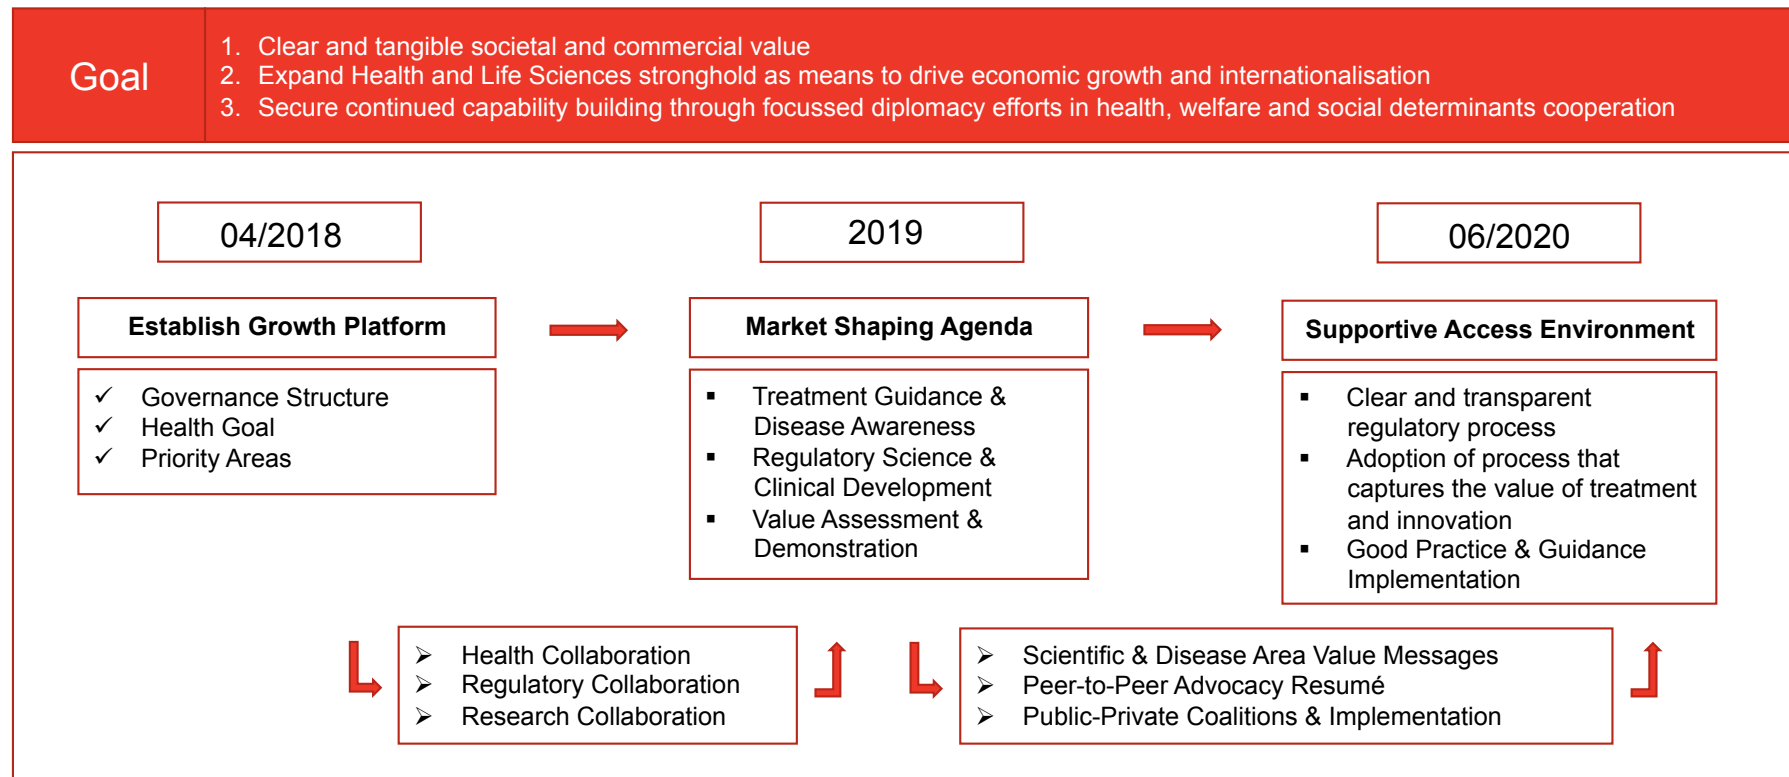 Goal
1. Clear and tangible societal and commercial value
2. Expand Health and Life Sciences stronghold as means to drive economic growth and internationalisation
3. Secure continued capability building through focussed diplomacy efforts in health, welfare and social determinants cooperation
04/2018
Establish Growth Platform
✓ Governance Structure
✓ Health Goal
✓ Priority Areas
2019
Market Shaping Agenda
▪ Treatment Guidance &
Disease Awareness
▪ Regulatory Science &
Clinical Development
▪ Value Assessment &
Demonstration
06/2020
Supportive Access Environment
▪ Clear and transparent
regulatory process
▪ Adoption of process that
captures the value of treatment
and innovation
▪ Good Practice & Guidance
Implementation
➢ Health Collaboration
➢ Regulatory Collaboration
➢ Research Collaboration
➢ Scientific & Disease Area Value Messages
➢ Peer-to-Peer Advocacy Resumé
➢ Public-Private Coalitions & Implementation